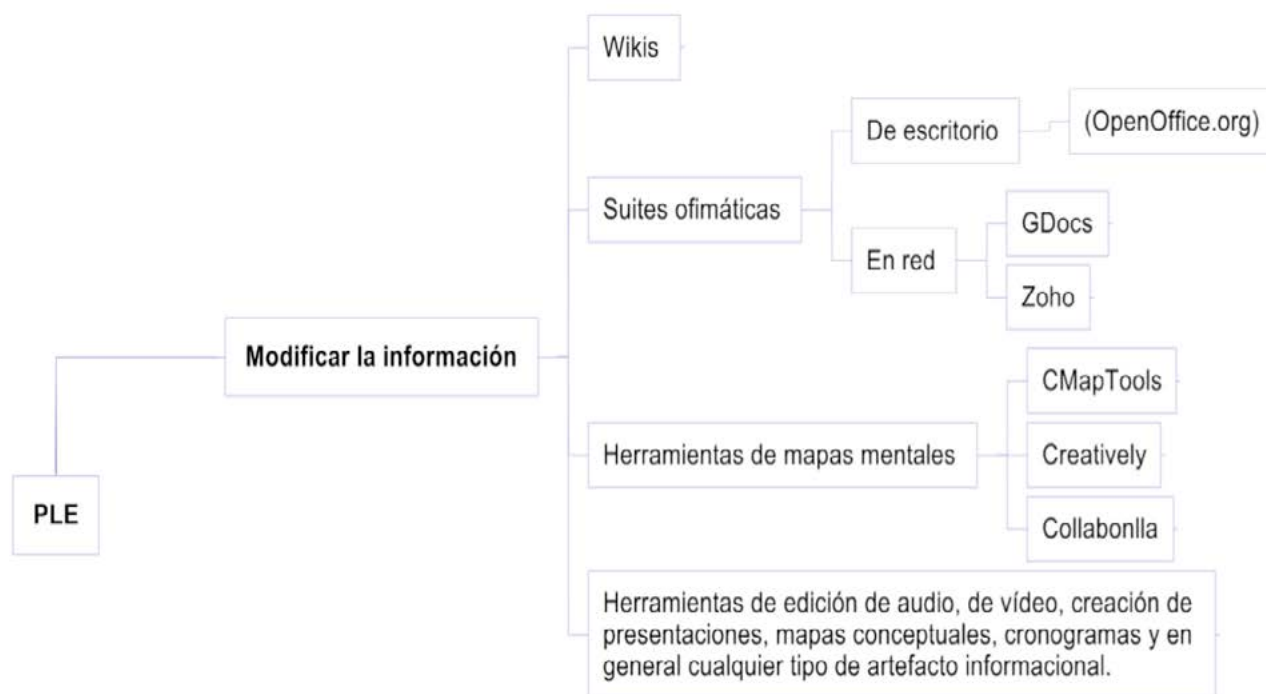 Wikis
De escritorio
(OpenOffice.org)
Suites ofimáticas
GDocs
En red
Zoho
Modificar la información
CMapTools
Herramientas de mapas mentales
Creatively
PLE
Collabonlla
Herramientas de edición de audio, de vídeo, creación de
presentaciones, mapas conceptuales, cronogramas y en
general cualquier tipo de artefacto informacional.